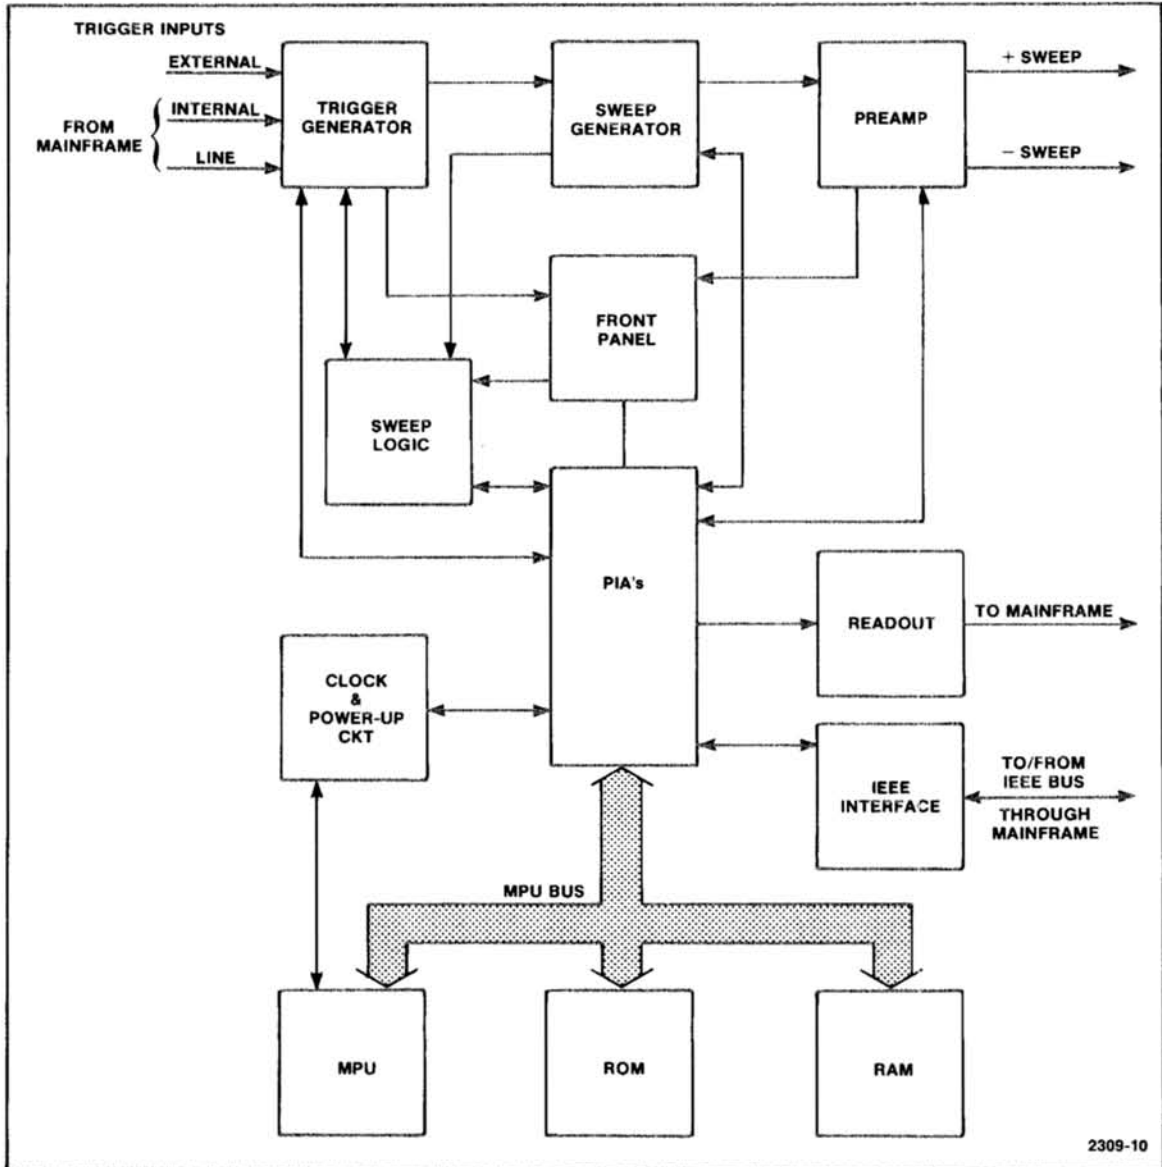 TRIGGER INPUTS
EXTERNAL
INTERNAL
FROM
MAINFRAME
LINE
TRIGGER
GENERATOR
SWEEP
GENERATOR
PREAMP
+ SWEEP
- SWEEP
FRONT
PANEL
SWEEP
LOGIC
PIA's
READOUT
TO MAINFRAME
CLOCK
&
POWER-UP
CKT
IEEE
INTERFACE
TO/FROM
IEEE BUS
THROUGH
MAINFRAME
MPU BUS
MPU
ROM
RAM
2309-10